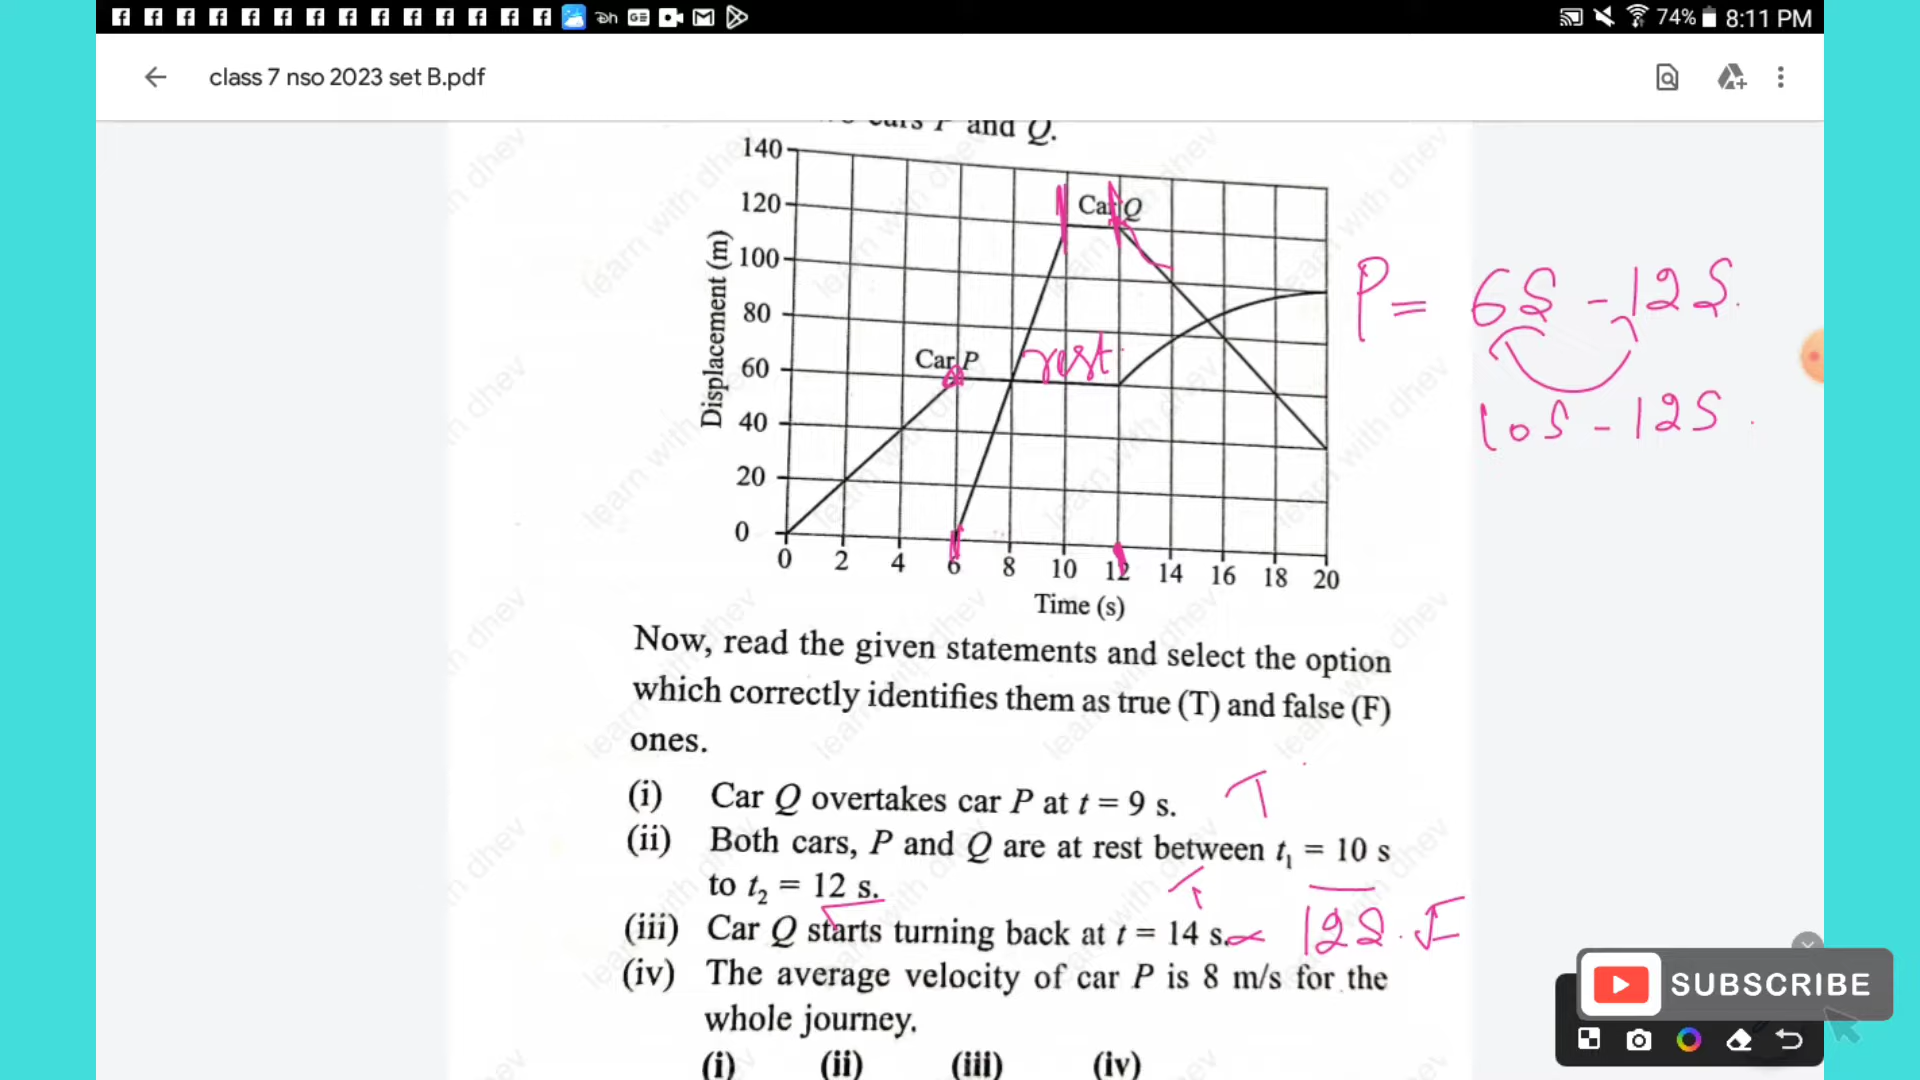 74% 8:11 PM
class 7 nso 2023 set B.pdf
cars P and Q.
140
120
100
80
60
40
20
0
Displacement (m)
Car Q
Car P
rest
0 2 4 6 8 10 12 14 16 18 20
Time (s)
P = 6S - 12S.
10S - 12S.
Now, read the given statements and select the option
which correctly identifies them as true (T) and false (F)
ones.
(i) Car Q overtakes car P at t = 9 s. T
(ii) Both cars, P and Q are at rest between t₁ = 10 s
to t₂ = 12 s. T
(iii) Car Q starts turning back at t = 14 s. 12S. F
(iv) The average velocity of car P is 8 m/s for the
whole journey.
(i) (ii) (iii) (iv)
SUBSCRIBE
learn with dhev